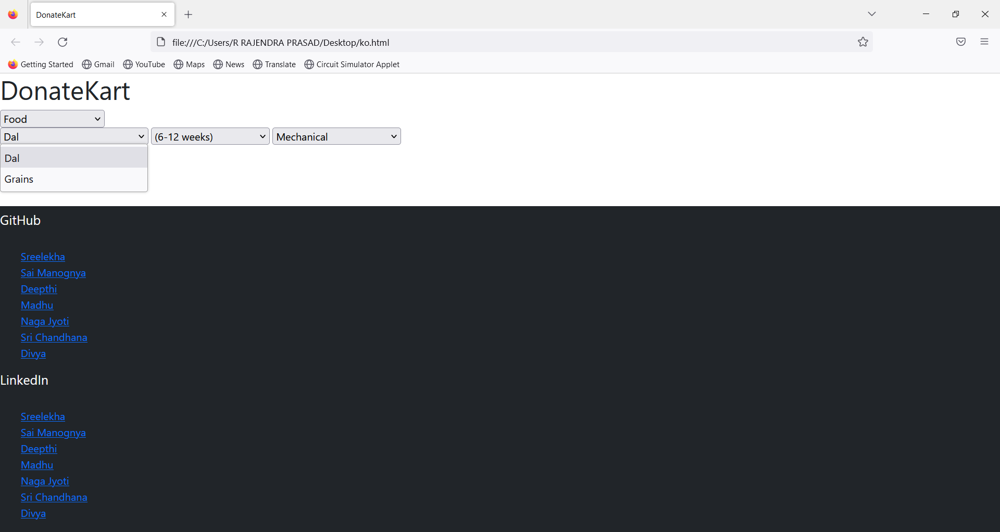 DonateKart
file:///C:/Users/R RAJENDRA PRASAD/Desktop/ko.html
Getting Started Gmail YouTube Maps News Translate Circuit Simulator Applet
DonateKart
Food
Dal (6-12 weeks) Mechanical
Dal
Grains
GitHub
Sreelekha
Sai Manognya
Deepthi
Madhu
Naga Jyoti
Sri Chandhana
Divya
LinkedIn
Sreelekha
Sai Manognya
Deepthi
Madhu
Naga Jyoti
Sri Chandhana
Divya